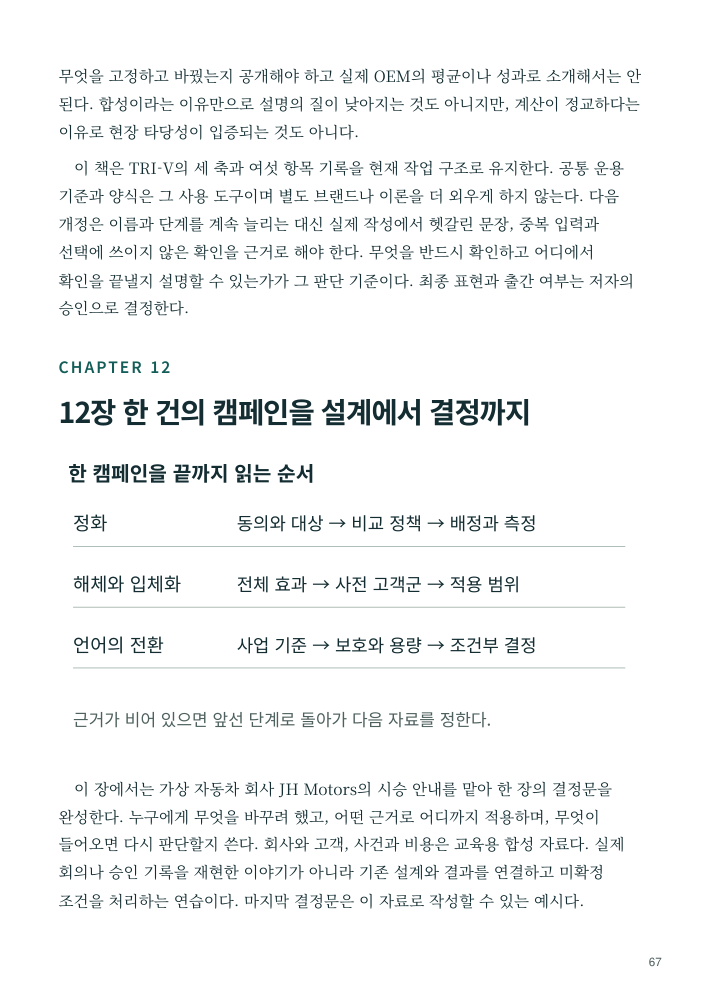 무엇을 고정하고 바꿨는지 공개해야 하고 실제 OEM의 평균이나 성과로 소개해서는 안
된다. 합성이라는 이유만으로 설명의 질이 낮아지는 것도 아니지만, 계산이 정교하다는
이유로 현장 타당성이 입증되는 것도 아니다.
이 책은 TRI-V의 세 축과 여섯 항목 기록을 현재 작업 구조로 유지한다. 공통 운용
기준과 양식은 그 사용 도구이며 별도 브랜드나 이론을 더 외우게 하지 않는다. 다음
개정은 이름과 단계를 계속 늘리는 대신 실제 작성에서 헷갈린 문장, 중복 입력과
선택에 쓰이지 않은 확인을 근거로 해야 한다. 무엇을 반드시 확인하고 어디에서
확인을 끝낼지 설명할 수 있는가가 그 판단 기준이다. 최종 표현과 출간 여부는 저자의
승인으로 결정한다.
CHAPTER 12
12장 한 건의 캠페인을 설계에서 결정까지
한 캠페인을 끝까지 읽는 순서
정화 동의와 대상 → 비교 정책 → 배정과 측정
해체와 입체화 전체 효과 → 사전 고객군 → 적용 범위
언어의 전환 사업 기준 → 보호와 용량 → 조건부 결정
근거가 비어 있으면 앞선 단계로 돌아가 다음 자료를 정한다.
이 장에서는 가상 자동차 회사 JH Motors의 시승 안내를 맡아 한 장의 결정문을
완성한다. 누구에게 무엇을 바꾸려 했고, 어떤 근거로 어디까지 적용하며, 무엇이
들어오면 다시 판단할지 쓴다. 회사와 고객, 사건과 비용은 교육용 합성 자료다. 실제
회의나 승인 기록을 재현한 이야기가 아니라 기존 설계와 결과를 연결하고 미확정
조건을 처리하는 연습이다. 마지막 결정문은 이 자료로 작성할 수 있는 예시다.
67